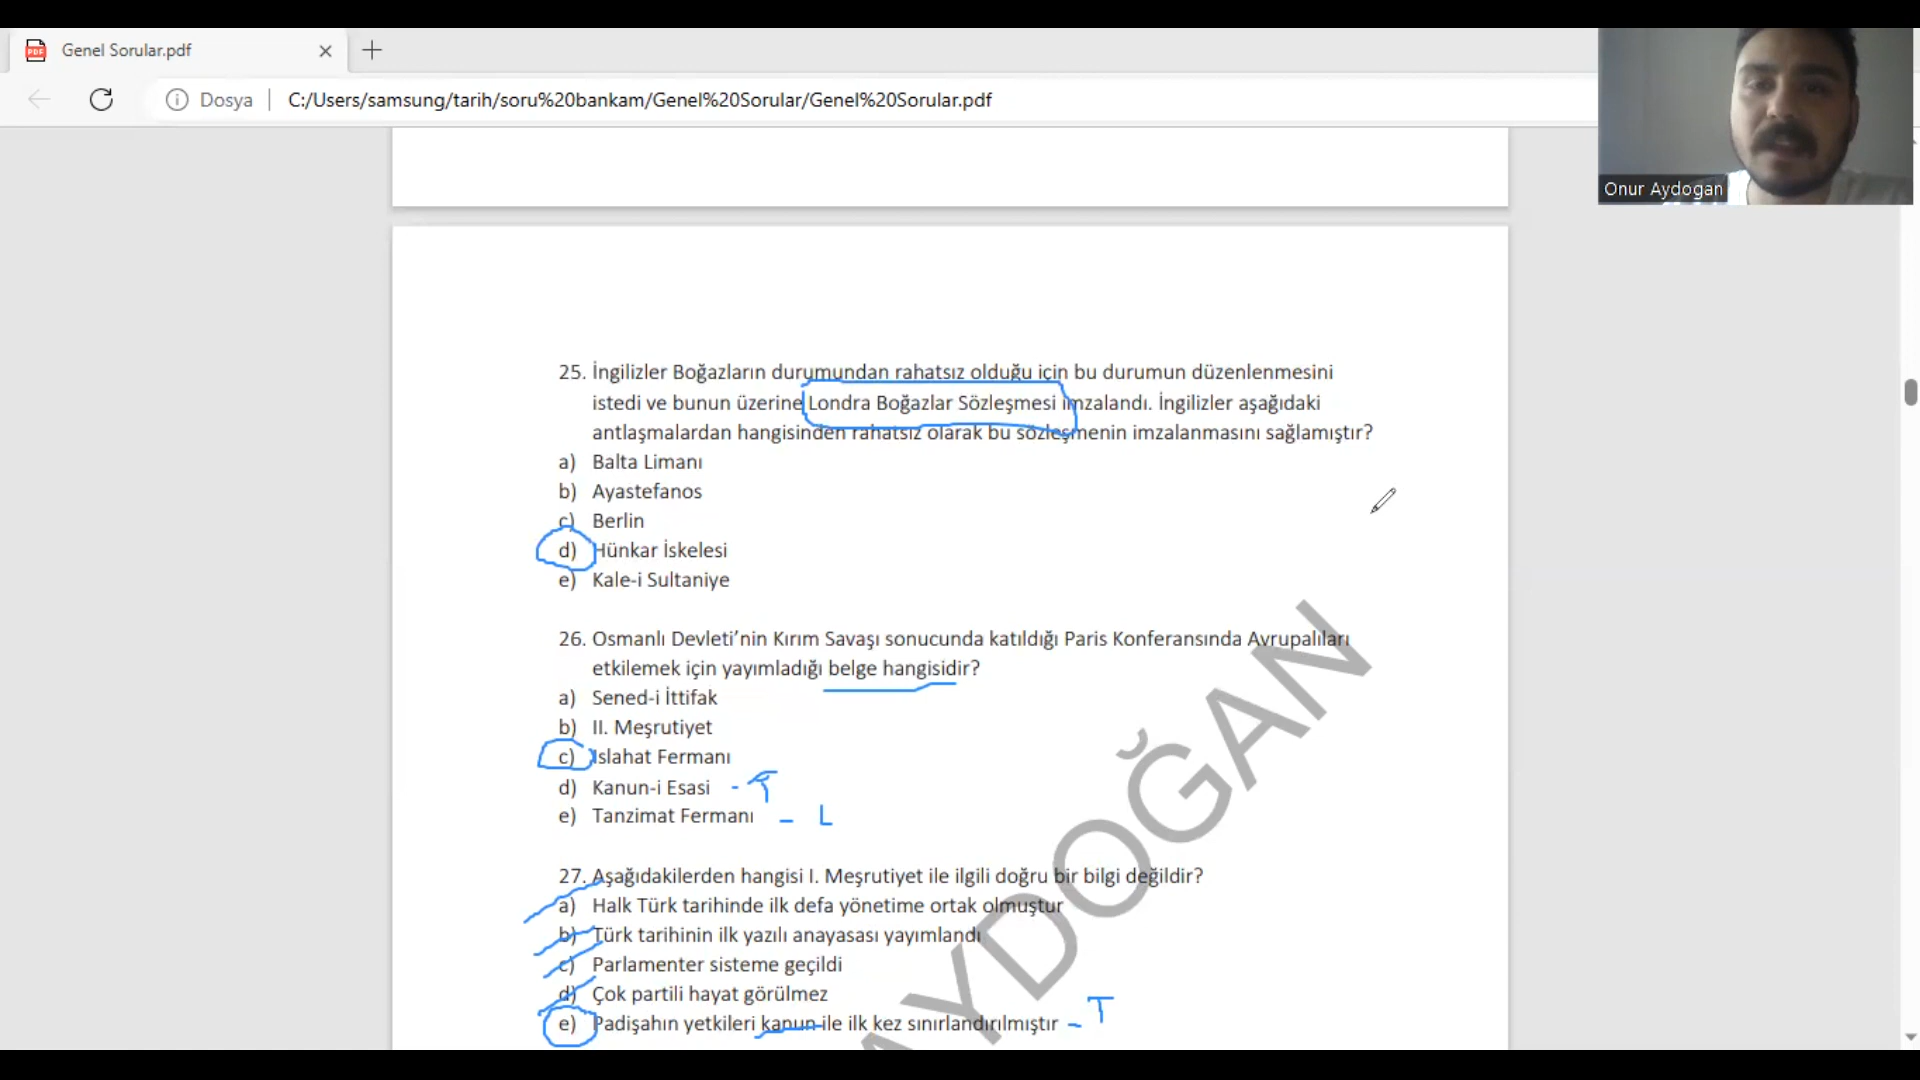 Genel Sorular.pdf
Dosya
C:/Users/samsung/tarih/soru%20bankam/Genel%20Sorular/Genel%20Sorular.pdf
Onur Aydogan
25. İngilizler Boğazların durumundan rahatsız olduğu için bu durumun düzenlenmesini
istedi ve bunun üzerine Londra Boğazlar Sözleşmesi imzalandı. İngilizler aşağıdaki
antlaşmalardan hangisinden rahatsız olarak bu sözleşmenin imzalanmasını sağlamıştır?
a) Balta Limanı
b) Ayastefanos
c) Berlin
d) Hünkar İskelesi
e) Kale-i Sultaniye
26. Osmanlı Devleti’nin Kırım Savaşı sonucunda katıldığı Paris Konferansında Avrupalıları
etkilemek için yayımladığı belge hangisidir?
a) Sened-i İttifak
b) II. Meşrutiyet
c) Islahat Fermanı
d) Kanun-i Esasi -
e) Tanzimat Fermanı - L
27. Aşağıdakilerden hangisi I. Meşrutiyet ile ilgili doğru bir bilgi değildir?
a) Halk Türk tarihinde ilk defa yönetime ortak olmuştur
b) Türk tarihinin ilk yazılı anayasası yayımlandı
c) Parlamenter sisteme geçildi
d) Çok partili hayat görülmez
e) Padişahın yetkileri kanun ile ilk kez sınırlandırılmıştır - T
AYDOĞAN